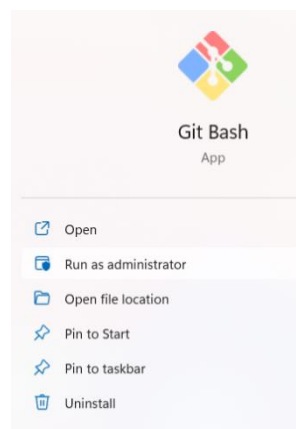 Git Bash
App
Open
Run as administrator
Open file location
Pin to Start
Pin to taskbar
Uninstall